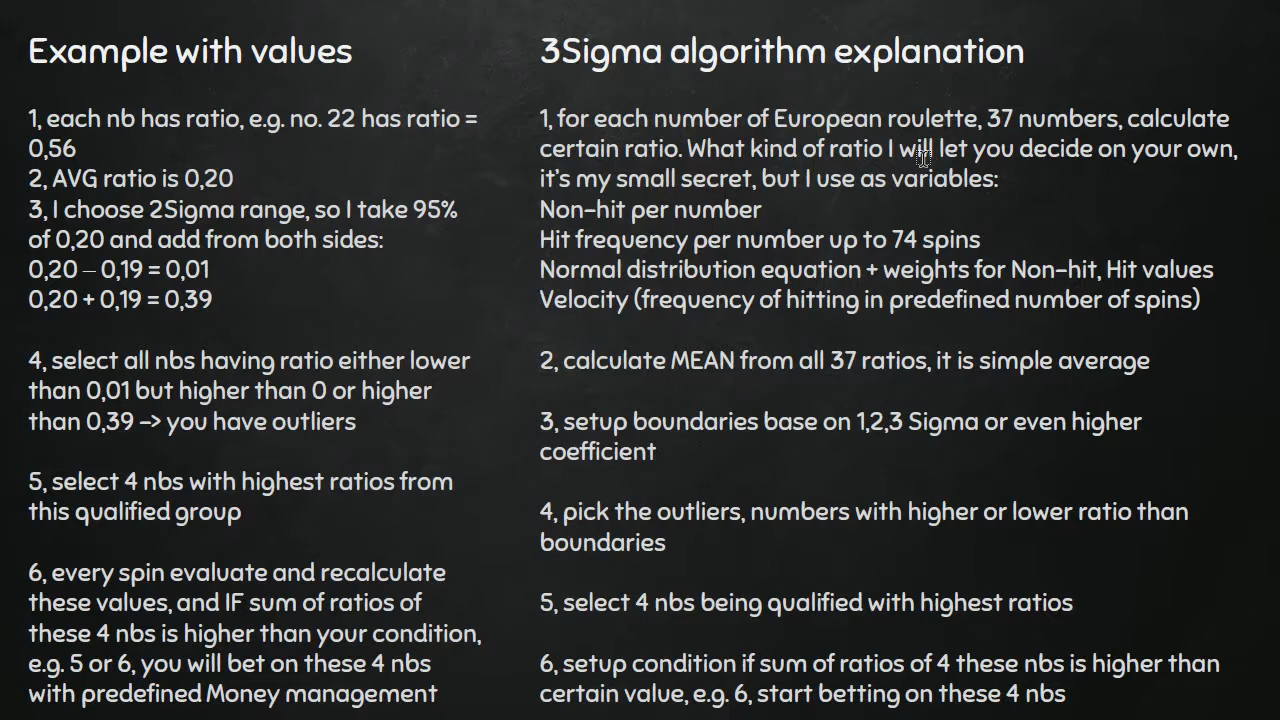 Example with values
1, each nb has ratio, e.g. no. 22 has ratio =
0,56
2, AVG ratio is 0,20
3, I choose 2Sigma range, so I take 95%
of 0,20 and add from both sides:
0,20 – 0,19 = 0,01
0,20 + 0,19 = 0,39
4, select all nbs having ratio either lower
than 0,01 but higher than 0 or higher
than 0,39 -> you have outliers
5, select 4 nbs with highest ratios from
this qualified group
6, every spin evaluate and recalculate
these values, and IF sum of ratios of
these 4 nbs is higher than your condition,
e.g. 5 or 6, you will bet on these 4 nbs
with predefined Money management
3Sigma algorithm explanation
1, for each number of European roulette, 37 numbers, calculate
certain ratio. What kind of ratio I will let you decide on your own,
it's my small secret, but I use as variables:
Non-hit per number
Hit frequency per number up to 74 spins
Normal distribution equation + weights for Non-hit, Hit values
Velocity (frequency of hitting in predefined number of spins)
2, calculate MEAN from all 37 ratios, it is simple average
3, setup boundaries base on 1,2,3 Sigma or even higher
coefficient
4, pick the outliers, numbers with higher or lower ratio than
boundaries
5, select 4 nbs being qualified with highest ratios
6, setup condition if sum of ratios of 4 these nbs is higher than
certain value, e.g. 6, start betting on these 4 nbs